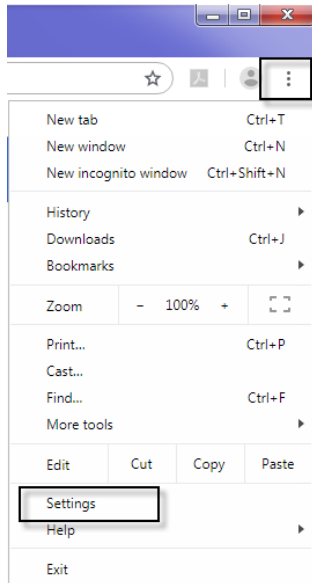 New tab Ctrl+T
New window Ctrl+N
New incognito window Ctrl+Shift+N
History
Downloads Ctrl+J
Bookmarks
Zoom - 100% +
Print... Ctrl+P
Cast...
Find... Ctrl+F
More tools
Edit Cut Copy Paste
Settings
Help
Exit